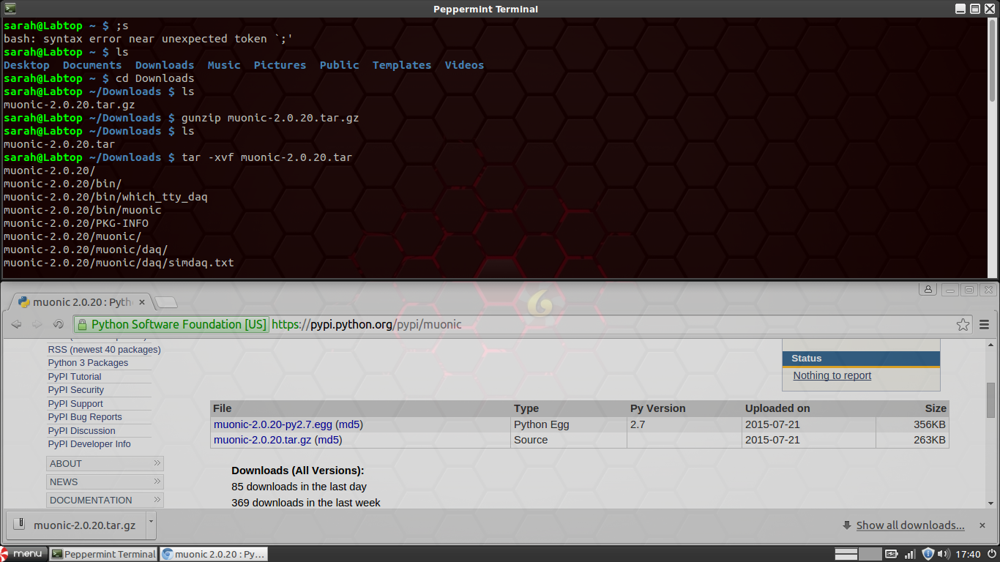 Peppermint Terminal
sarah@Labtop ~ $ ;s
bash: syntax error near unexpected token `;'
sarah@Labtop ~ $ ls
Desktop Documents Downloads Music Pictures Public Templates Videos
sarah@Labtop ~ $ cd Downloads
sarah@Labtop ~/Downloads $ ls
muonic-2.0.20.tar.gz
sarah@Labtop ~/Downloads $ gunzip muonic-2.0.20.tar.gz
sarah@Labtop ~/Downloads $ ls
muonic-2.0.20.tar
sarah@Labtop ~/Downloads $ tar -xvf muonic-2.0.20.tar
muonic-2.0.20/
muonic-2.0.20/bin/
muonic-2.0.20/bin/which_tty_daq
muonic-2.0.20/bin/muonic
muonic-2.0.20/PKG-INFO
muonic-2.0.20/muonic/
muonic-2.0.20/muonic/daq/
muonic-2.0.20/muonic/daq/simdaq.txt
muonic 2.0.20 : Pyth
Python Software Foundation [US] https://pypi.python.org/pypi/muonic
RSS (newest 40 packages)
Python 3 Packages
PyPI Tutorial
PyPI Security
PyPI Support
PyPI Bug Reports
PyPI Discussion
PyPI Developer Info
ABOUT »
NEWS »
DOCUMENTATION »
Status
Nothing to report
File Type Py Version Uploaded on Size
muonic-2.0.20-py2.7.egg (md5) Python Egg 2.7 2015-07-21 356KB
muonic-2.0.20.tar.gz (md5) Source 2015-07-21 263KB
Downloads (All Versions):
85 downloads in the last day
369 downloads in the last week
muonic-2.0.20.tar.gz
Show all downloads...
menu Peppermint Terminal muonic 2.0.20 : Py... 17:40